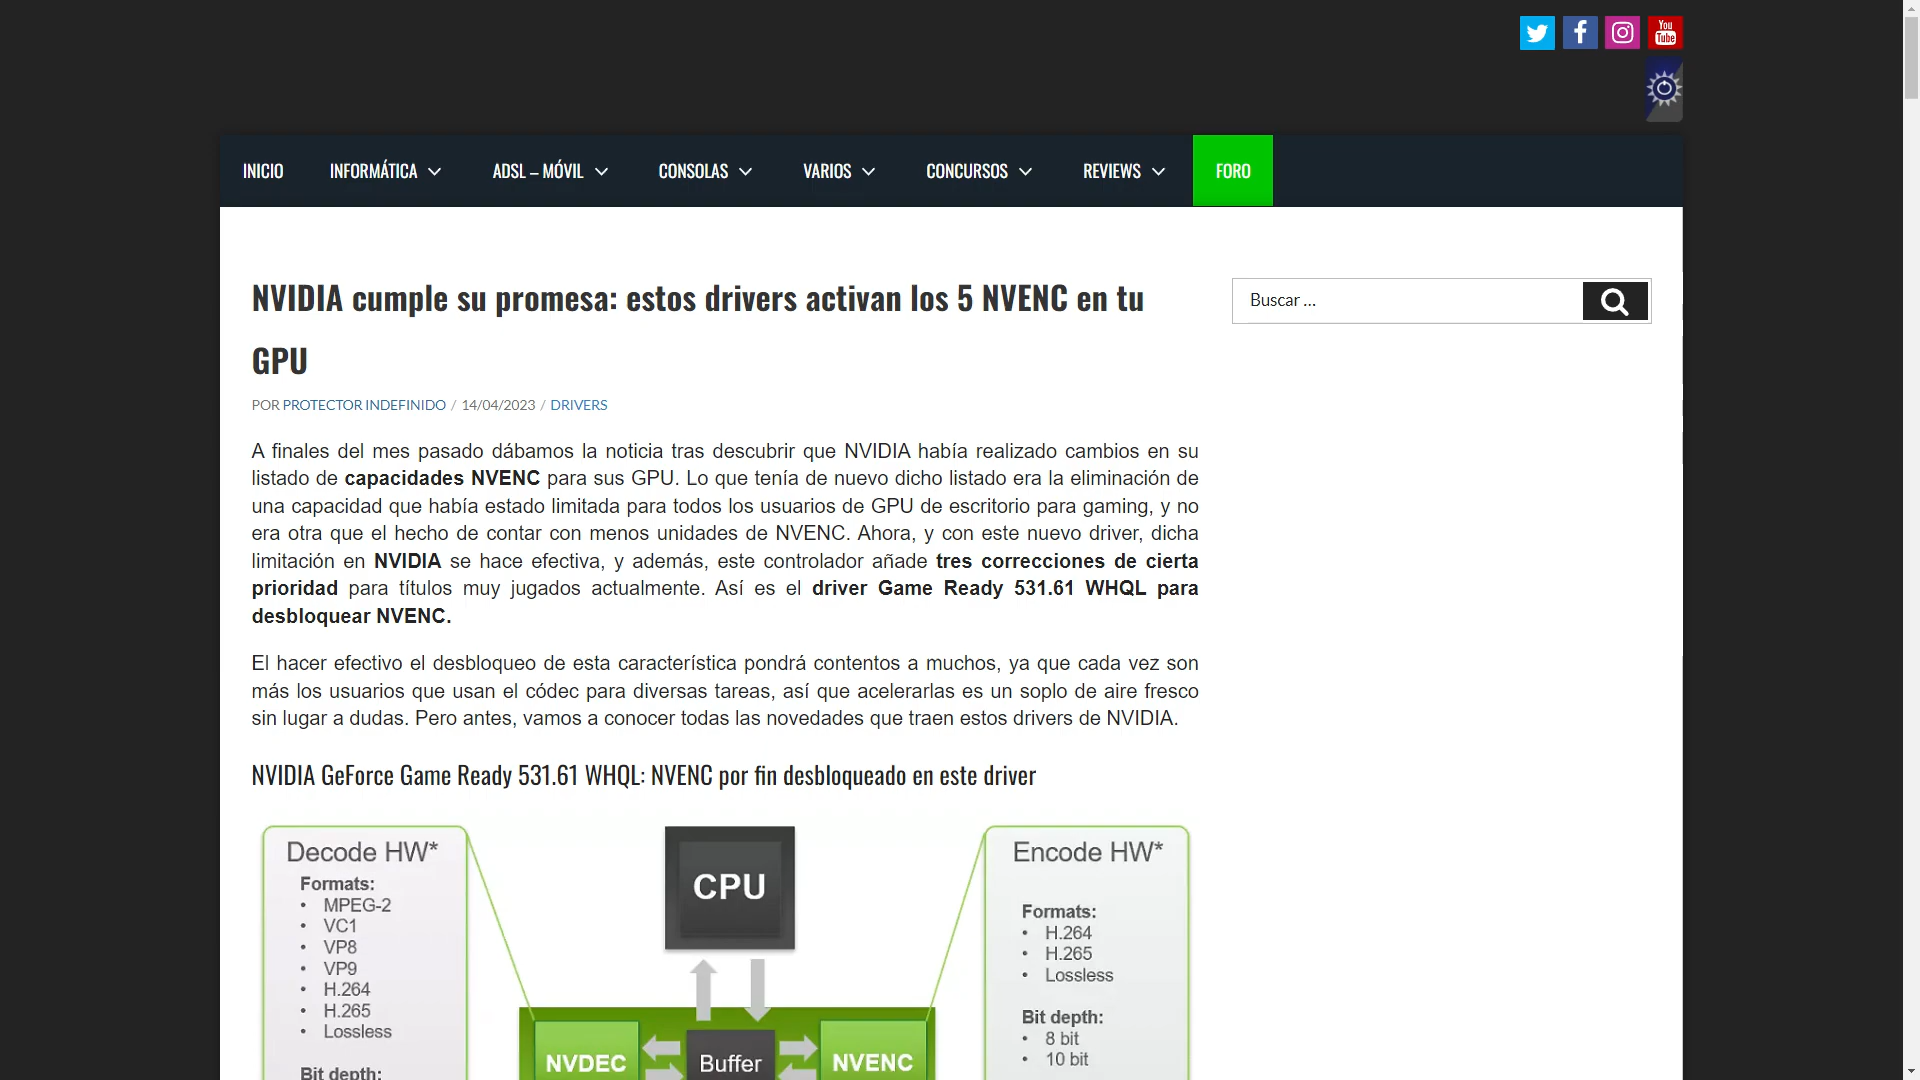 You
Tube
INICIO INFORMÁTICA ADSL – MÓVIL CONSOLAS VARIOS CONCURSOS REVIEWS FORO
NVIDIA cumple su promesa: estos drivers activan los 5 NVENC en tu
GPU
Buscar ...
POR PROTECTOR INDEFINIDO / 14/04/2023 / DRIVERS
A finales del mes pasado dábamos la noticia tras descubrir que NVIDIA había realizado cambios en su
listado de capacidades NVENC para sus GPU. Lo que tenía de nuevo dicho listado era la eliminación de
una capacidad que había estado limitada para todos los usuarios de GPU de escritorio para gaming, y no
era otra que el hecho de contar con menos unidades de NVENC. Ahora, y con este nuevo driver, dicha
limitación en NVIDIA se hace efectiva, y además, este controlador añade tres correcciones de cierta
prioridad para títulos muy jugados actualmente. Así es el driver Game Ready 531.61 WHQL para
desbloquear NVENC.
El hacer efectivo el desbloqueo de esta característica pondrá contentos a muchos, ya que cada vez son
más los usuarios que usan el códec para diversas tareas, así que acelerarlas es un soplo de aire fresco
sin lugar a dudas. Pero antes, vamos a conocer todas las novedades que traen estos drivers de NVIDIA.
NVIDIA GeForce Game Ready 531.61 WHQL: NVENC por fin desbloqueado en este driver
Decode HW*
Formats:
• MPEG-2
• VC1
• VP8
• VP9
• H.264
• H.265
• Lossless
Bit depth:
CPU
NVDEC
Buffer
NVENC
Encode HW*
Formats:
• H.264
• H.265
• Lossless
Bit depth:
• 8 bit
• 10 bit